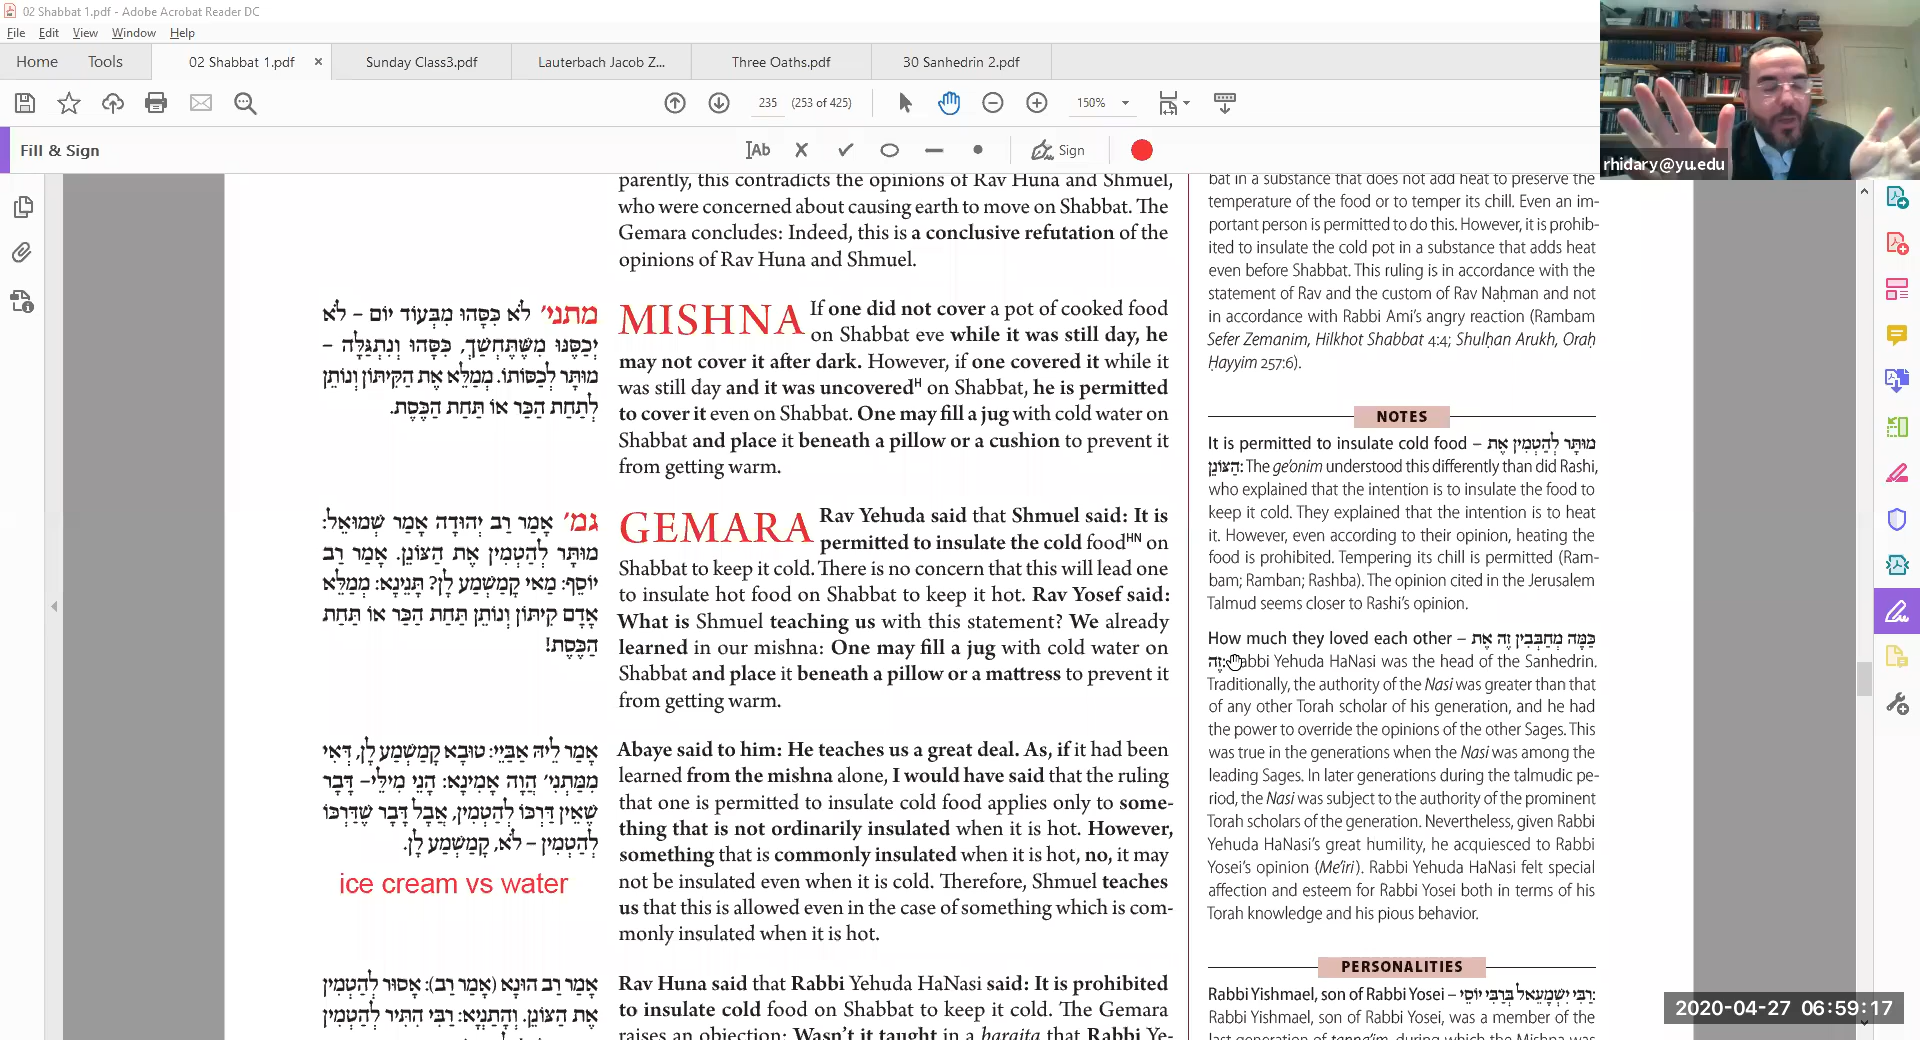 02 Shabbat 1.pdf - Adobe Acrobat Reader DC
File Edit View Window Help
Home Tools 02 Shabbat 1.pdf × Sunday Class3.pdf Lauterbach Jacob Z... Three Oaths.pdf 30 Sanhedrin 2.pdf
235 (253 of 425) 150%
Fill & Sign Ab Sign
rhidary@yu.edu
parently, this contradicts the opinions of Rav Huna and Shmuel,
who were concerned about causing earth to move on Shabbat. The
Gemara concludes: Indeed, this is a conclusive refutation of the
opinions of Rav Huna and Shmuel.
מתני׳ לֹא כִּסָּהוּ מִבְּעוֹד יוֹם – לֹא
יְכַסֶּנּוּ מִשֶּׁתֶּחְשַׁךְ, כִּסָּהוּ וְנִתְגַּלָּה –
מוּתָּר לְכַסּוֹתוֹ. מְמַלֵּא אֶת הַקִּיתוֹן וְנוֹתֵן
לְתַחַת הַכַּר אוֹ תַּחַת הַכֶּסֶת.
MISHNA If one did not cover a pot of cooked food
on Shabbat eve while it was still day, he
may not cover it after dark. However, if one covered it while it
was still day and it was uncoveredH on Shabbat, he is permitted
to cover it even on Shabbat. One may fill a jug with cold water on
Shabbat and place it beneath a pillow or a cushion to prevent it
from getting warm.
גמ׳ אָמַר רַב יְהוּדָה אָמַר שְׁמוּאֵל:
מוּתָּר לְהַטְמִין אֶת הַצּוֹנֵן. אָמַר רַב
יוֹסֵף: מַאי קָמַשְׁמַע לָן? תָּנֵינָא: מְמַלֵּא
אָדָם קִיתוֹן וְנוֹתֵן תַּחַת הַכַּר אוֹ תַּחַת
הַכֶּסֶת!
GEMARA Rav Yehuda said that Shmuel said: It is
permitted to insulate the cold foodHN on
Shabbat to keep it cold. There is no concern that this will lead one
to insulate hot food on Shabbat to keep it hot. Rav Yosef said:
What is Shmuel teaching us with this statement? We already
learned in our mishna: One may fill a jug with cold water on
Shabbat and place it beneath a pillow or a mattress to prevent it
from getting warm.
אָמַר לֵיהּ אַבַּיֵי: טוּבָא קָמַשְׁמַע לָן, דְּאִי
מִמַּתְנִי׳ הֲוָה אָמֵינָא: הָנֵי מִילֵּי– דָּבָר
שֶׁאֵין דַּרְכּוֹ לְהַטְמִין, אֲבָל דָּבָר שֶׁדַּרְכּוֹ
לְהַטְמִין – לֹא, קָמַשְׁמַע לָן.
ice cream vs water
Abaye said to him: He teaches us a great deal. As, if it had been
learned from the mishna alone, I would have said that the ruling
that one is permitted to insulate cold food applies only to some-
thing that is not ordinarily insulated when it is hot. However,
something that is commonly insulated when it is hot, no, it may
not be insulated even when it is cold. Therefore, Shmuel teaches
us that this is allowed even in the case of something which is com-
monly insulated when it is hot.
אָמַר רַב הוּנָא (אָמַר רַב): אָסוּר לְהַטְמִין
אֶת הַצּוֹנֵן. וְהָתַנְיָא: רַבִּי הִתִּיר לְהַטְמִין
Rav Huna said that Rabbi Yehuda HaNasi said: It is prohibited
to insulate cold food on Shabbat to keep it cold. The Gemara
raises an objection: Wasn't it taught in a baraita that Rabbi Ye-
bat in a substance that does not add heat to preserve the
temperature of the food or to temper its chill. Even an im-
portant person is permitted to do this. However, it is prohib-
ited to insulate the cold pot in a substance that adds heat
even before Shabbat. This ruling is in accordance with the
statement of Rav and the custom of Rav Naḥman and not
in accordance with Rabbi Ami's angry reaction (Rambam
Sefer Zemanim, Hilkhot Shabbat 4:4; Shulḥan Arukh, Oraḥ
Ḥayyim 257:6).
NOTES
It is permitted to insulate cold food – מוּתָּר לְהַטְמִין אֶת
הַצּוֹנֵן: The ge'onim understood this differently than did Rashi,
who explained that the intention is to insulate the food to
keep it cold. They explained that the intention is to heat
it. However, even according to their opinion, heating the
food is prohibited. Tempering its chill is permitted (Ram-
bam; Ramban; Rashba). The opinion cited in the Jerusalem
Talmud seems closer to Rashi's opinion.
How much they loved each other – כַּמָּה מְחַבְּבִין זֶה אֶת
זֶה: abbi Yehuda HaNasi was the head of the Sanhedrin.
Traditionally, the authority of the Nasi was greater than that
of any other Torah scholar of his generation, and he had
the power to override the opinions of the other Sages. This
was true in the generations when the Nasi was among the
leading Sages. In later generations during the talmudic pe-
riod, the Nasi was subject to the authority of the prominent
Torah scholars of the generation. Nevertheless, given Rabbi
Yehuda HaNasi's great humility, he acquiesced to Rabbi
Yosei's opinion (Me'iri). Rabbi Yehuda HaNasi felt special
affection and esteem for Rabbi Yosei both in terms of his
Torah knowledge and his pious behavior.
PERSONALITIES
Rabbi Yishmael, son of Rabbi Yosei – רַבִּי יִשְׁמָעֵאל בְּרַבִּי יוֹסֵי:
Rabbi Yishmael, son of Rabbi Yosei, was a member of the
last generation of tanna'im, during which the Mishna was
2020-04-27 06:59:17